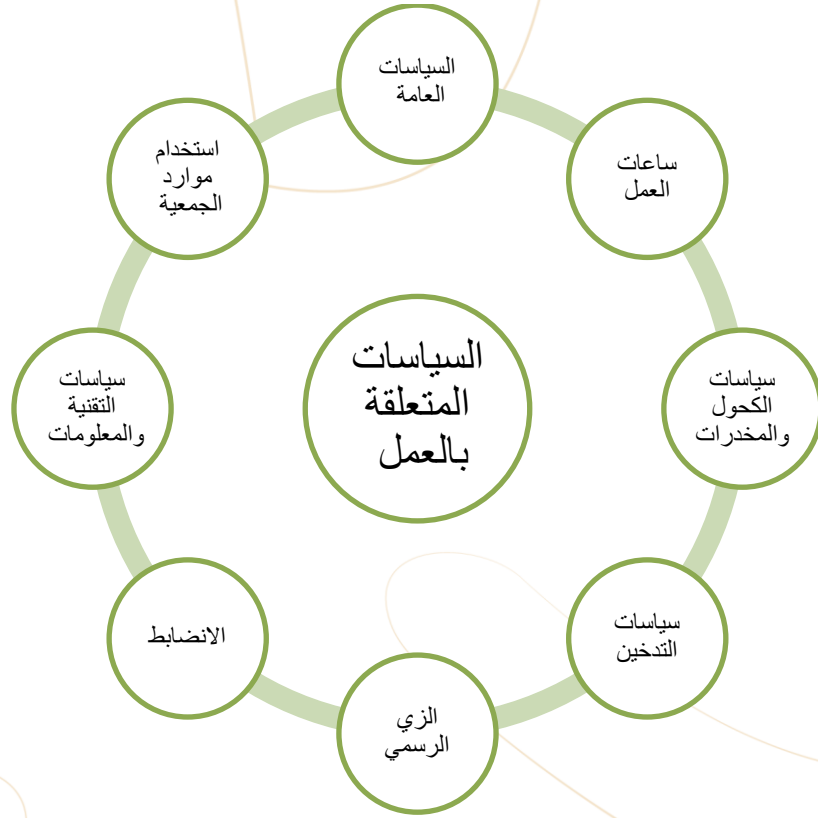 السياسات
العامة
ساعات
العمل
سياسات
الكحول
والمخدرات
سياسات
التدخين
الزي
الرسمي
الانضابط
سياسات
التقنية
والمعلومات
استخدام
موارد
الجمعية
السياسات
المتعلقة
بالعمل